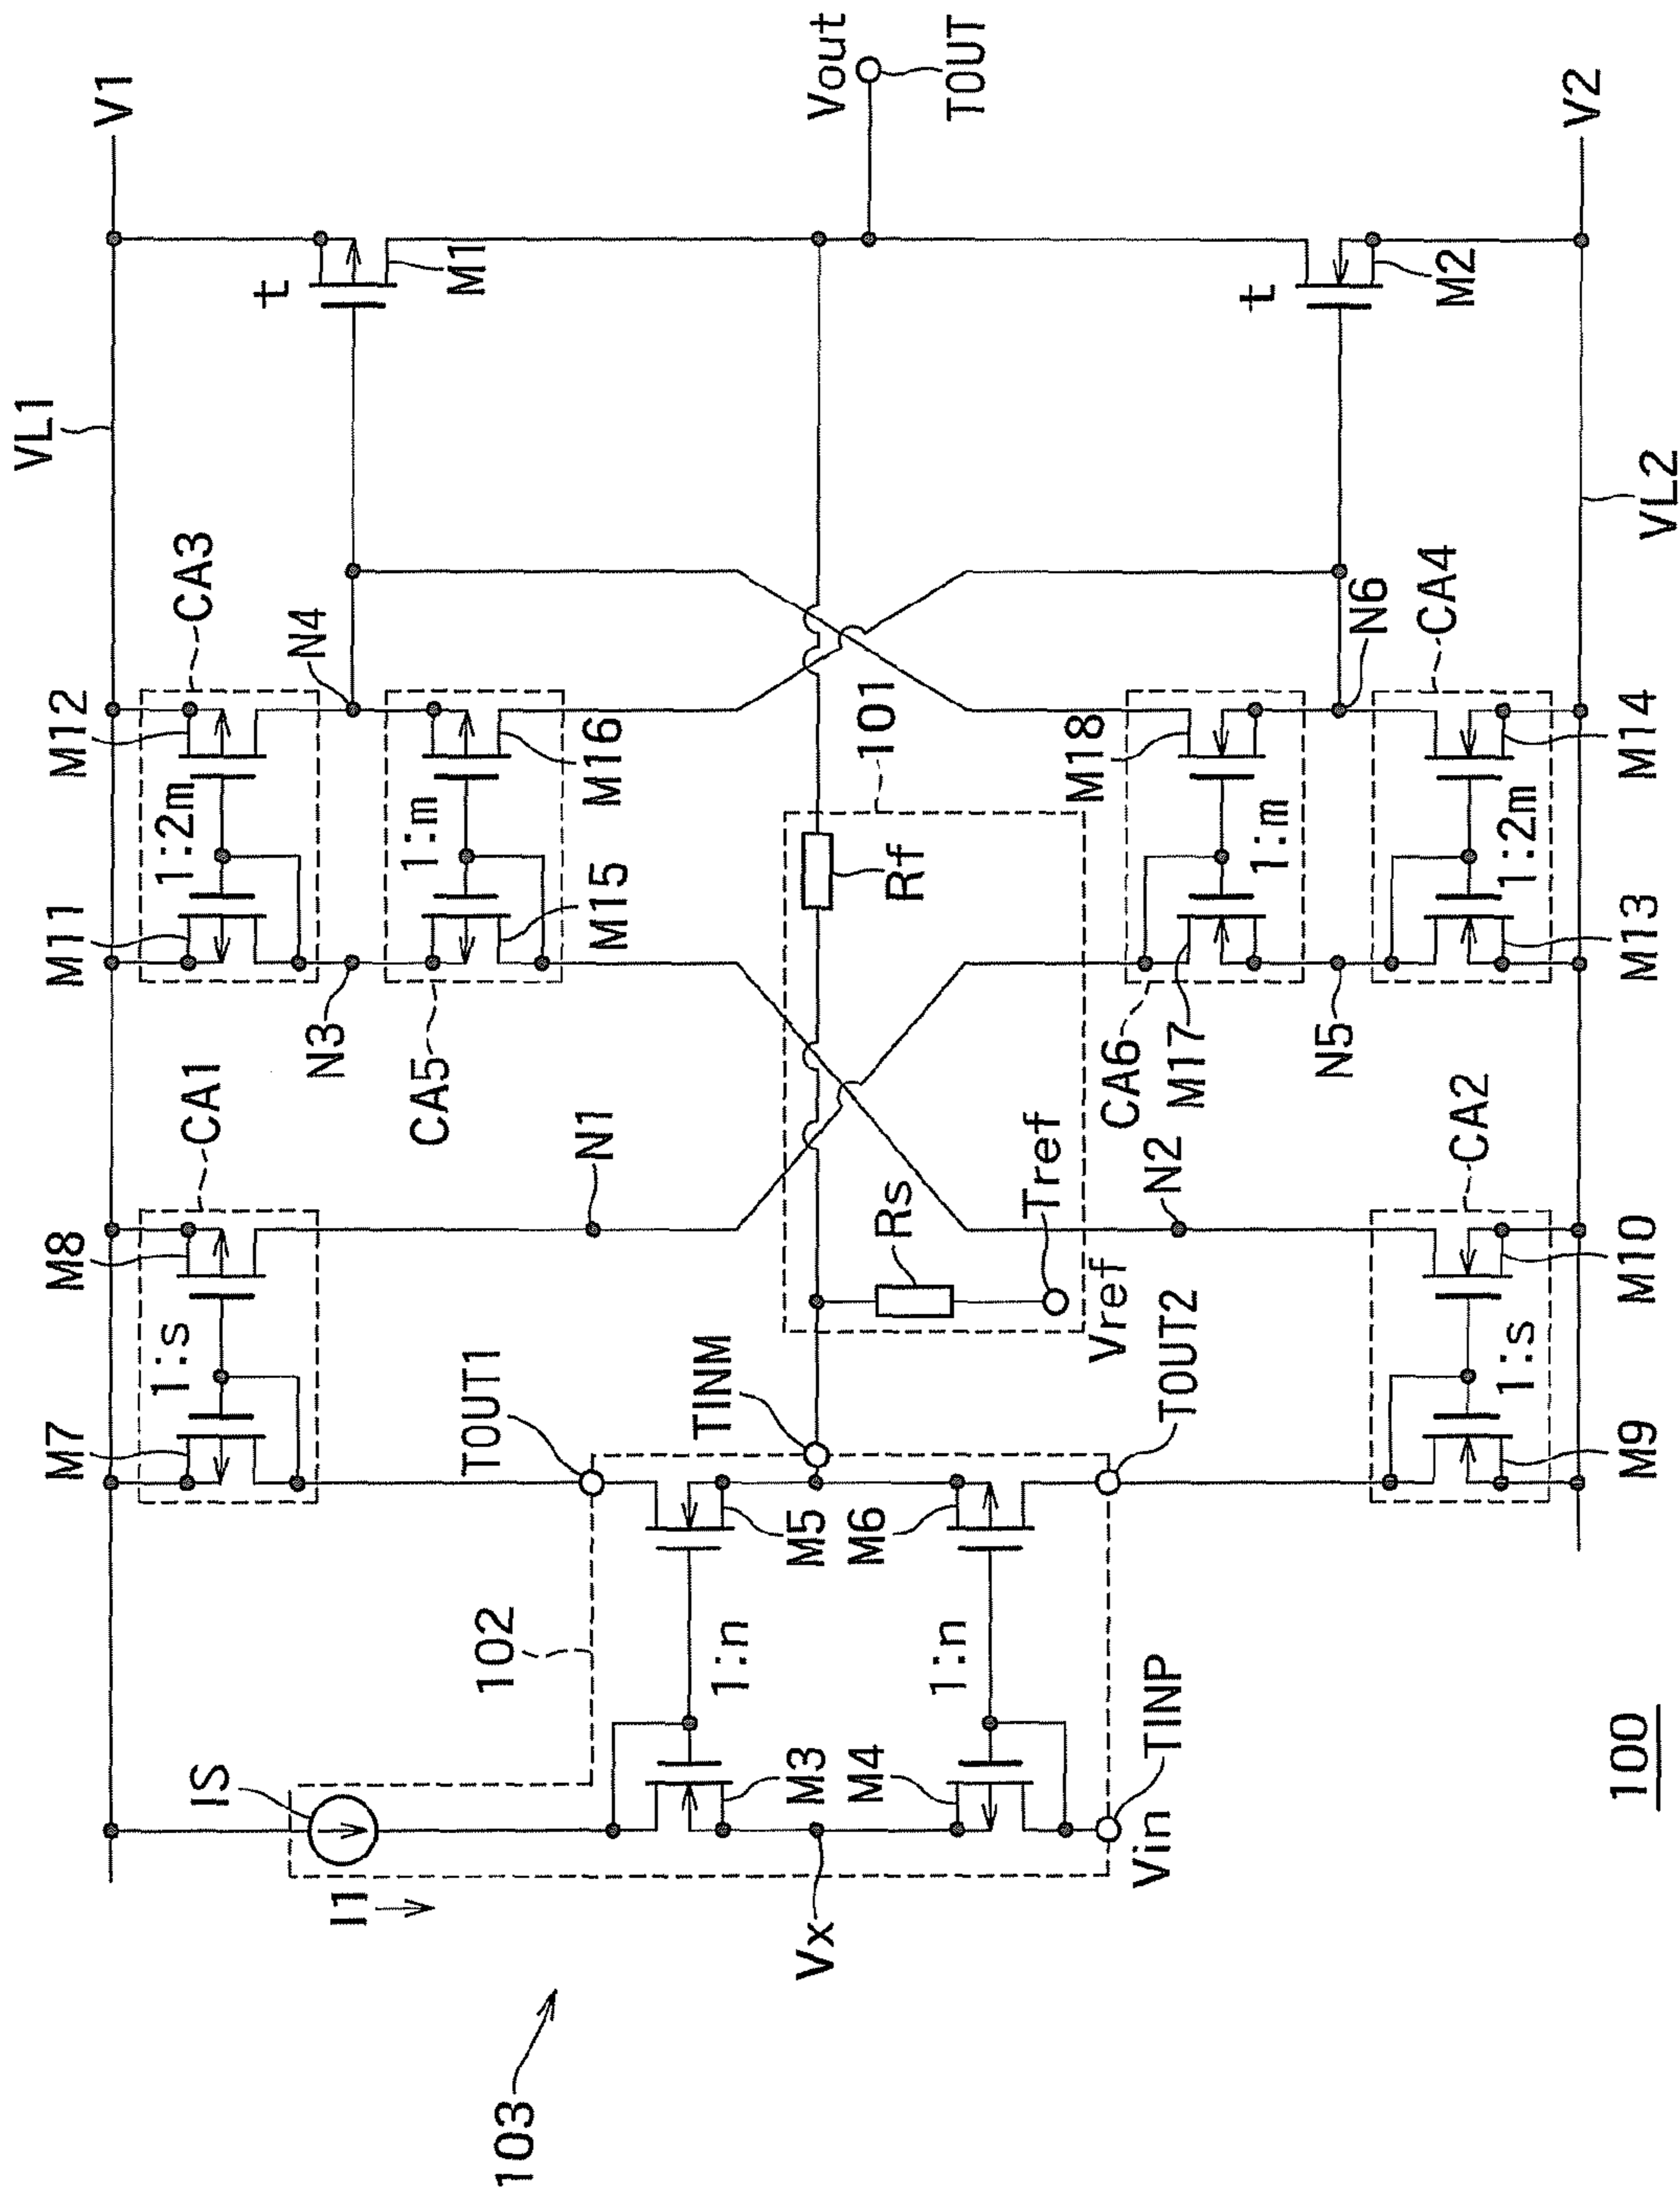 V1
VL1
V2
VL2
Vout
TOUT
t
M1
t
M2
CA3
M12
M11
1:2m
N4
N3
1:m
M16
M15
CA5
101
Rf
Rs
Tref
Vref
M18
1:m
CA6
M17
N6
N5
CA4
1:2m
M14
M13
CA1
M8
M7
1:s
N1
N2
TOUT1
TINM
TOUT2
CA2
1:s
M10
M9
102
M5
M6
1:n
1:n
M3
M4
IS
I1
Vx
Vin
TINP
103
100